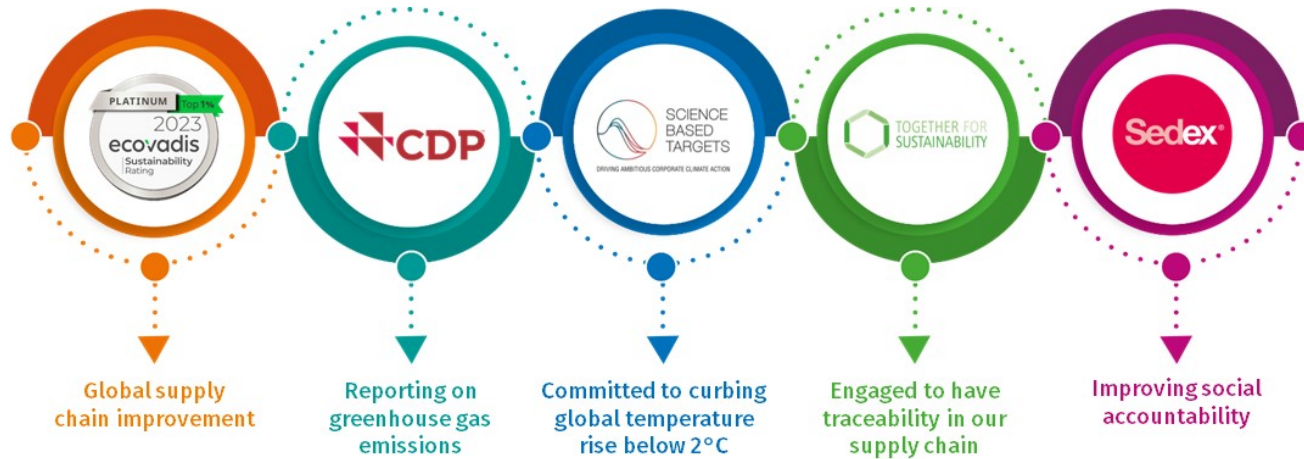 PLATINUM
Top 1%
2023
ecovadis
Sustainability
Rating
CDP
SCIENCE
BASED
TARGETS
DRIVING AMBITIOUS CORPORATE CLIMATE ACTION
TOGETHER FOR
SUSTAINABILITY
Sedex®
Global supply
chain improvement
Reporting on
greenhouse gas
emissions
Committed to curbing
global temperature
rise below 2°C
Engaged to have
traceability in our
supply chain
Improving social
accountability